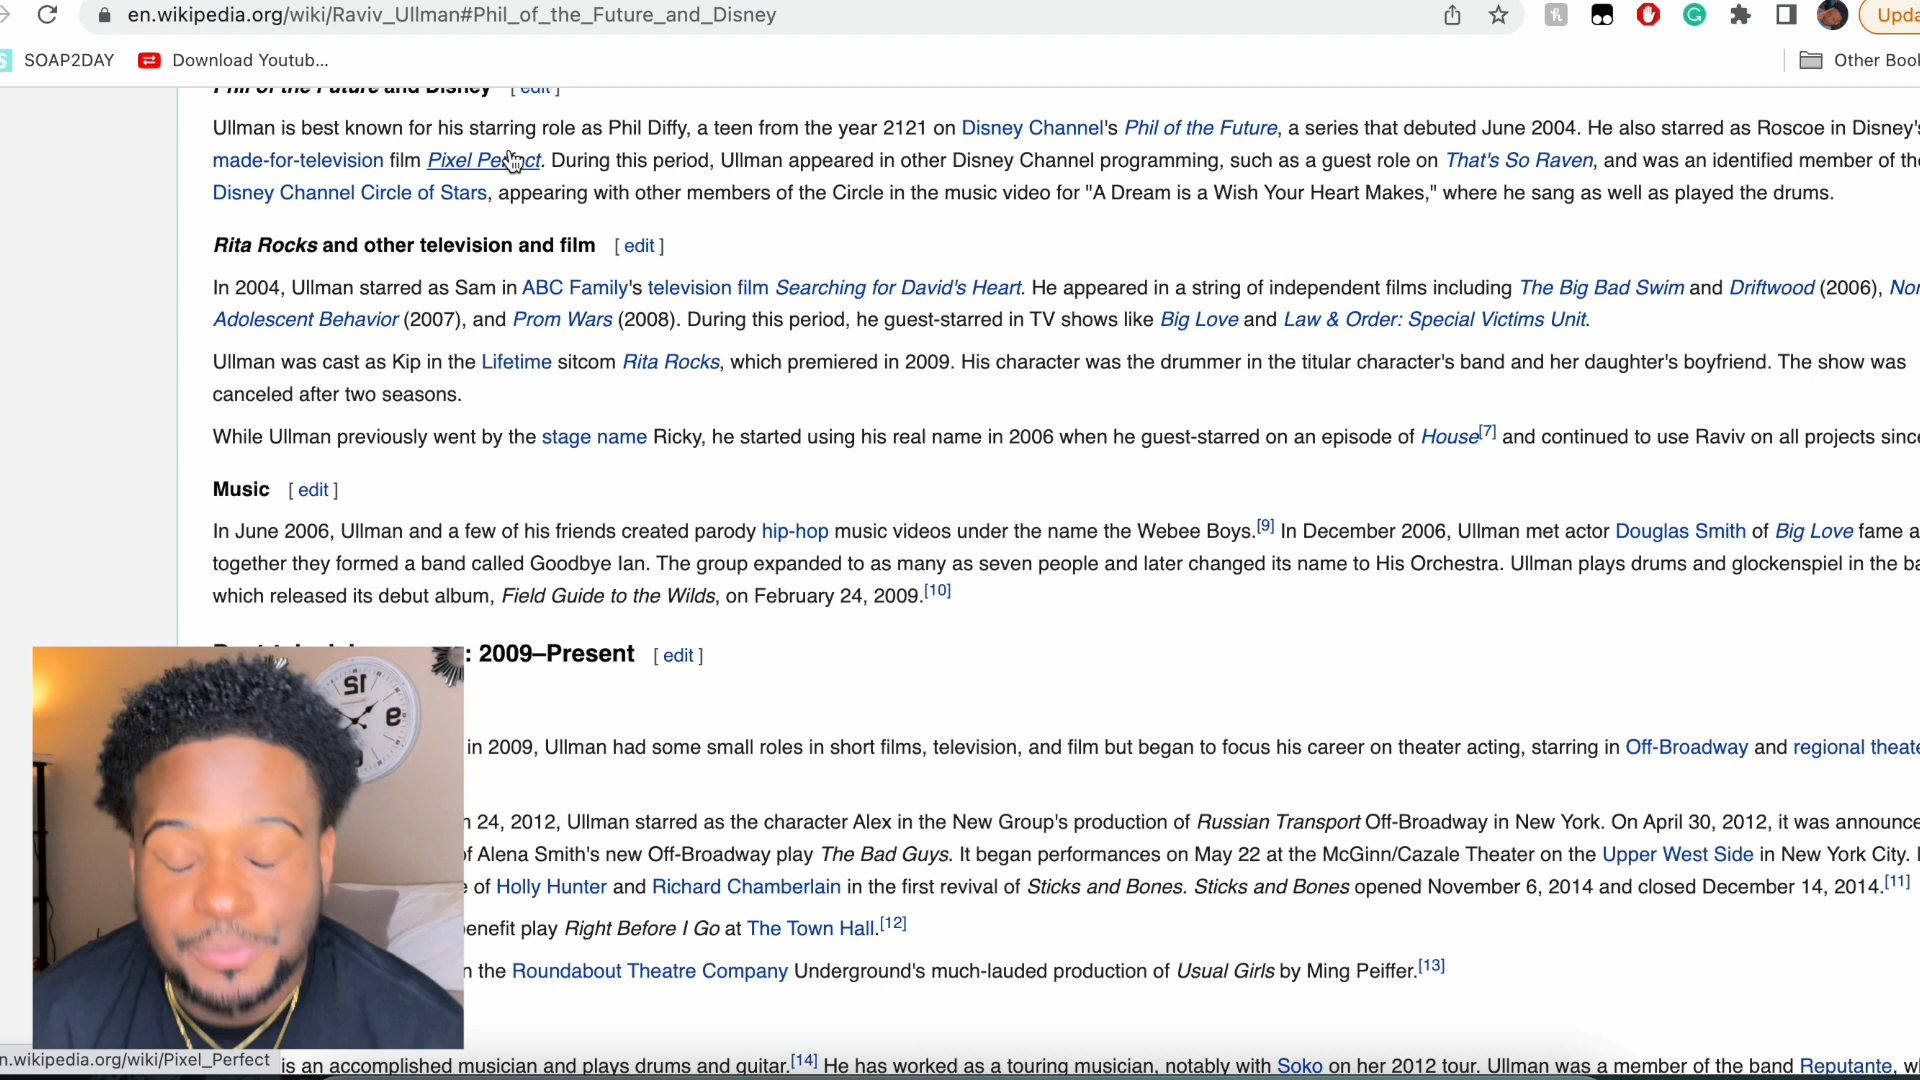 en.wikipedia.org/wiki/Raviv_Ullman#Phil_of_the_Future_and_Disney
SOAP2DAY Download Youtub... Other
Phil of the Future and Disney [ edit ]
Ullman is best known for his starring role as Phil Diffy, a teen from the year 2121 on Disney Channel's Phil of the Future, a series that debuted June 2004. He also starred as Roscoe in Disney's
made-for-television film Pixel Perfect. During this period, Ullman appeared in other Disney Channel programming, such as a guest role on That's So Raven, and was an identified member of the
Disney Channel Circle of Stars, appearing with other members of the Circle in the music video for "A Dream is a Wish Your Heart Makes," where he sang as well as played the drums.
Rita Rocks and other television and film [ edit ]
In 2004, Ullman starred as Sam in ABC Family's television film Searching for David's Heart. He appeared in a string of independent films including The Big Bad Swim and Driftwood (2006),
Adolescent Behavior (2007), and Prom Wars (2008). During this period, he guest-starred in TV shows like Big Love and Law & Order: Special Victims Unit.
Ullman was cast as Kip in the Lifetime sitcom Rita Rocks, which premiered in 2009. His character was the drummer in the titular character's band and her daughter's boyfriend. The show was
canceled after two seasons.
While Ullman previously went by the stage name Ricky, he started using his real name in 2006 when he guest-starred on an episode of House[7] and continued to use Raviv on all projects since
Music [ edit ]
In June 2006, Ullman and a few of his friends created parody hip-hop music videos under the name the Webee Boys.[9] In December 2006, Ullman met actor Douglas Smith of Big Love fame
together they formed a band called Goodbye Ian. The group expanded to as many as seven people and later changed its name to His Orchestra. Ullman plays drums and glockenspiel in the
which released its debut album, Field Guide to the Wilds, on February 24, 2009.[10]
: 2009–Present [ edit ]
in 2009, Ullman had some small roles in short films, television, and film but began to focus his career on theater acting, starring in Off-Broadway and regional
24, 2012, Ullman starred as the character Alex in the New Group's production of Russian Transport Off-Broadway in New York. On April 30, 2012, it was
of Alena Smith's new Off-Broadway play The Bad Guys. It began performances on May 22 at the McGinn/Cazale Theater on the Upper West Side in New York City.
of Holly Hunter and Richard Chamberlain in the first revival of Sticks and Bones. Sticks and Bones opened November 6, 2014 and closed December 14, 2014.[11]
benefit play Right Before I Go at The Town Hall.[12]
the Roundabout Theatre Company Underground's much-lauded production of Usual Girls by Ming Peiffer.[13]
n.wikipedia.org/wiki/Pixel_Perfect
is an accomplished musician and plays drums and guitar.[14] He has worked as a touring musician, notably with Soko on her 2012 tour. Ullman was a member of the band Reputante,